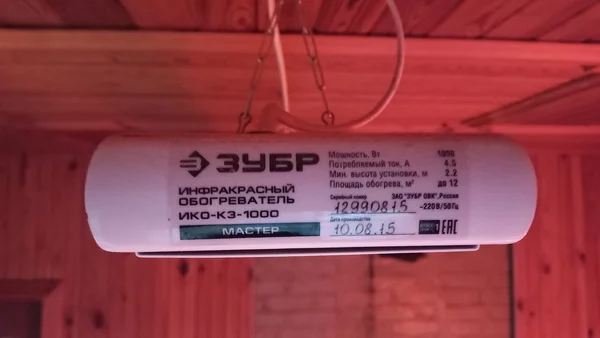 ЗУБР
ИНФРАКРАСНЫЙ
ОБОГРЕВАТЕЛЬ
ИКО-К3-1000
МАСТЕР
Мощность, Вт 1000
Потребляемый ток, А 4.5
Мин. высота установки, м 2.2
Площадь обогрева, м² до 12
Серийный номер ЗАО "ЗУБР ОВК", Россия
12990815 ~220В/50Гц
Дата производства
10.08.15 1 EAC